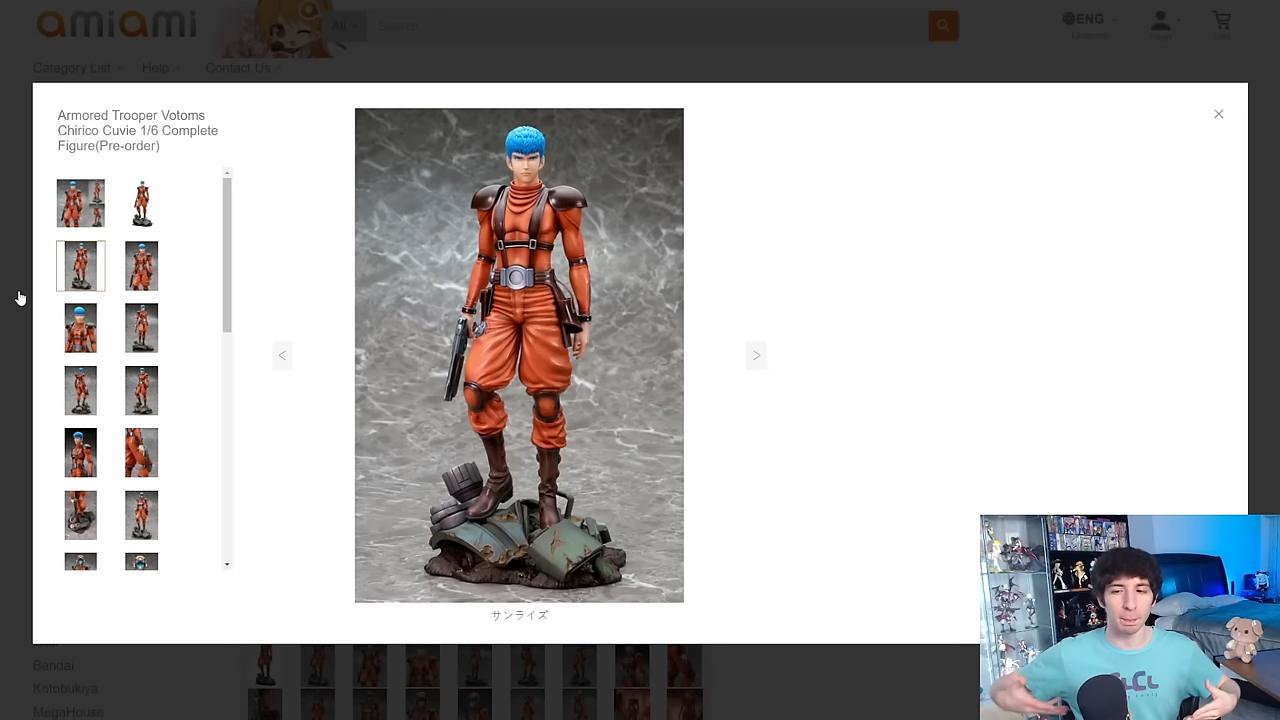 amiami
All
Search
ENG
Language
Category List
Help
Contact Us
Armored Trooper Votoms
Chirico Cuvie 1/6 Complete
Figure(Pre-order)
サンライズ
Bandai
Kotobukiya
MegaHouse